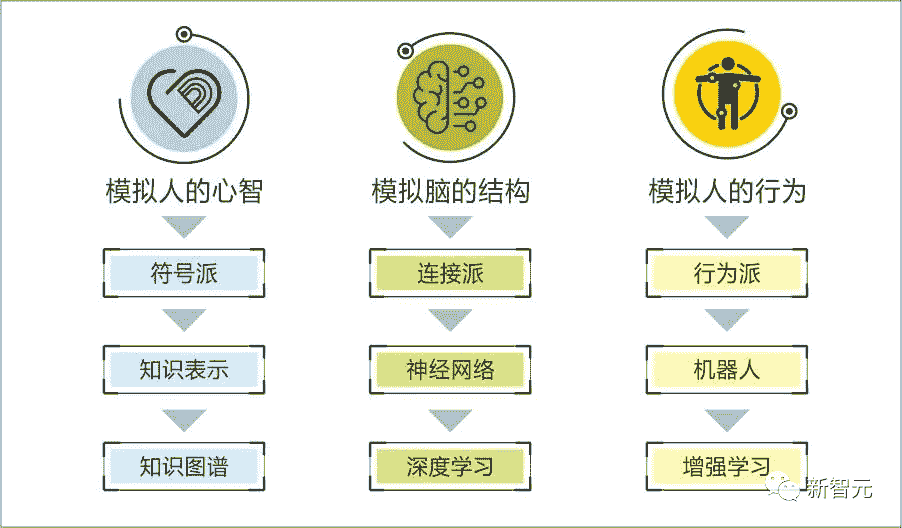 模拟人的心智
模拟脑的结构
模拟人的行为
符号派
连接派
行为派
知识表示
神经网络
机器人
知识图谱
深度学习
增强学习
新智元